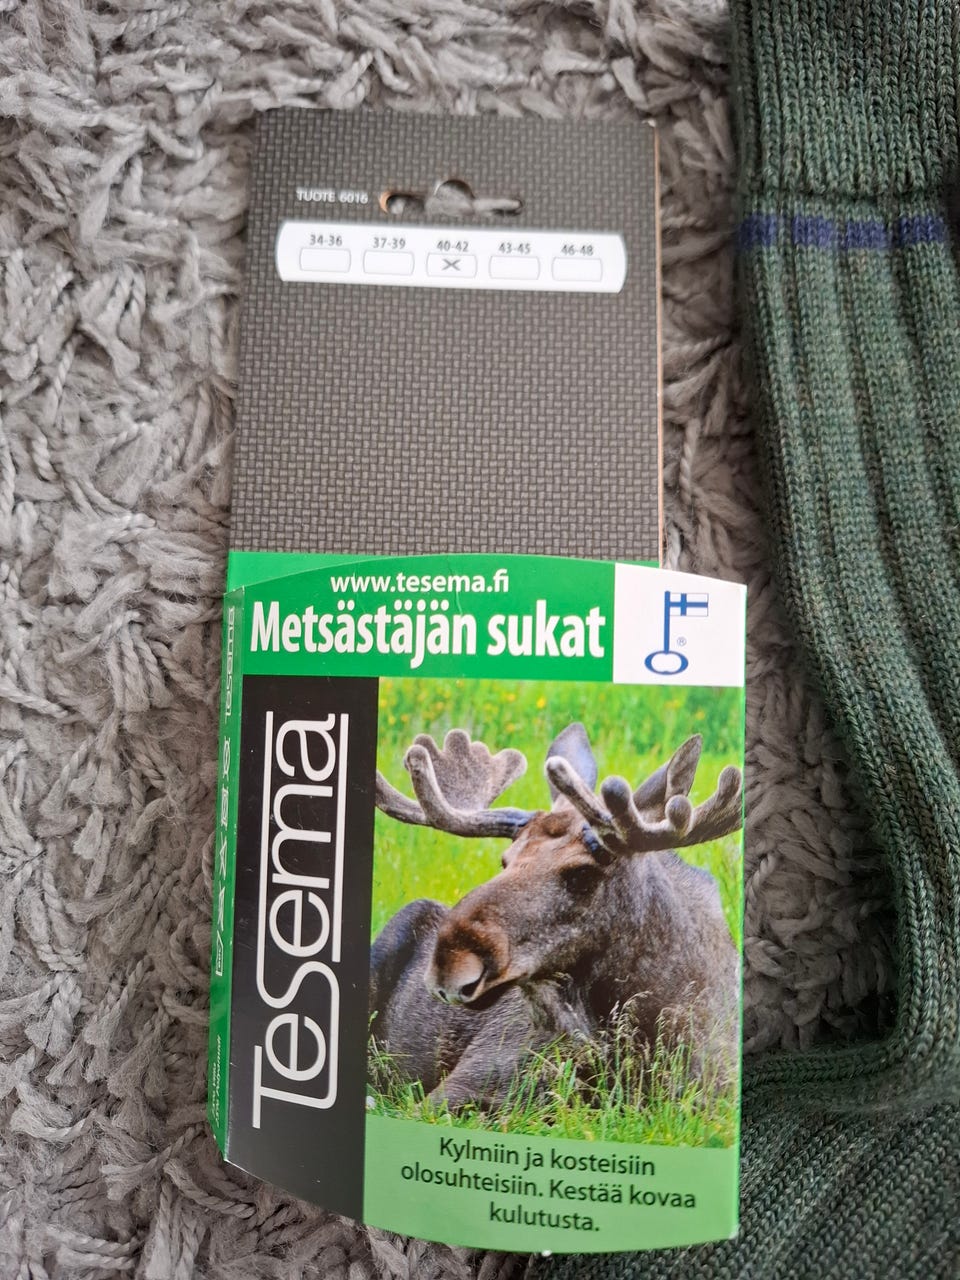 TUOTE 6016
34-36 37-39 40-42 43-45 46-48
X
www.tesema.fi
Metsästäjän sukat
®
Tesema
Tesema
Kylmiin ja kosteisiin
olosuhteisiin. Kestää kovaa
kulutusta.